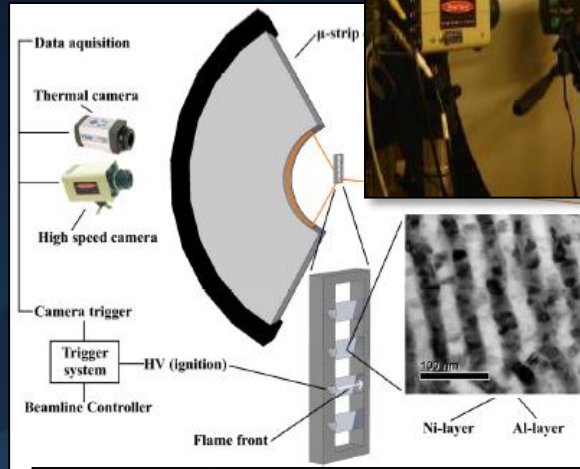 Data aquisition
μ-strip
Thermal camera
High speed camera
Camera trigger
Trigger
system
HV (ignition)
Beamline Controller
Flame front
100 nm
Ni-layer
Al-layer